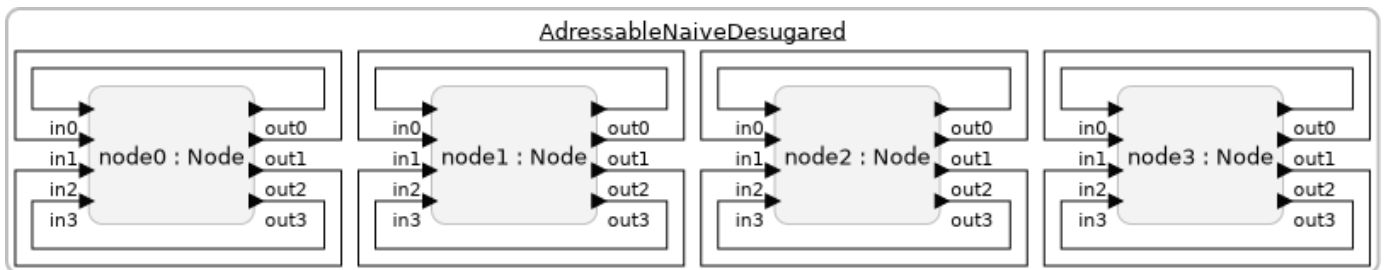 AdressableNaiveDesugared
in0
in1
in2
in3
node0 : Node
out0
out1
out2
out3
in0
in1
in2
in3
node1 : Node
out0
out1
out2
out3
in0
in1
in2
in3
node2 : Node
out0
out1
out2
out3
in0
in1
in2
in3
node3 : Node
out0
out1
out2
out3